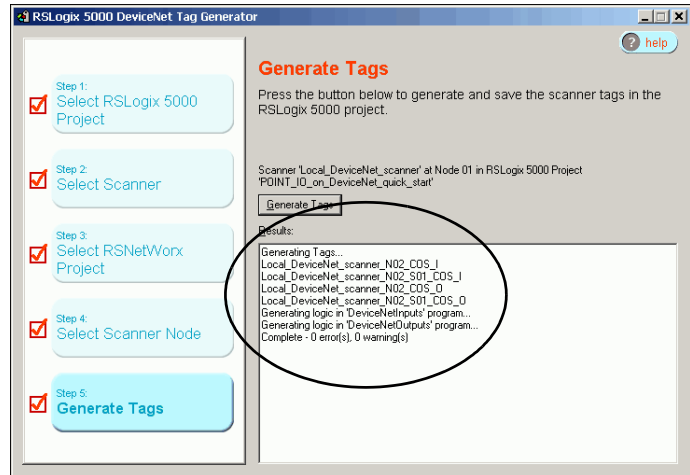 RSLogix 5000 DeviceNet Tag Generator
? help
Step 1:
Select RSLogix 5000
Project
Step 2:
Select Scanner
Step 3:
Select RSNetWorx
Project
Step 4:
Select Scanner Node
Step 5:
Generate Tags
Generate Tags
Press the button below to generate and save the scanner tags in the
RSLogix 5000 project.
Scanner 'Local_DeviceNet_scanner' at Node 01 in RSLogix 5000 Project
'POINT_IO_on_DeviceNet_quick_start'
Generate Tags
Results:
Generating Tags...
Local_DeviceNet_scanner_N02_COS_I
Local_DeviceNet_scanner_N02_S01_COS_I
Local_DeviceNet_scanner_N02_COS_O
Local_DeviceNet_scanner_N02_S01_COS_O
Generating logic in 'DeviceNetInputs' program...
Generating logic in 'DeviceNetOutputs' program...
Complete - 0 error(s), 0 warning(s)